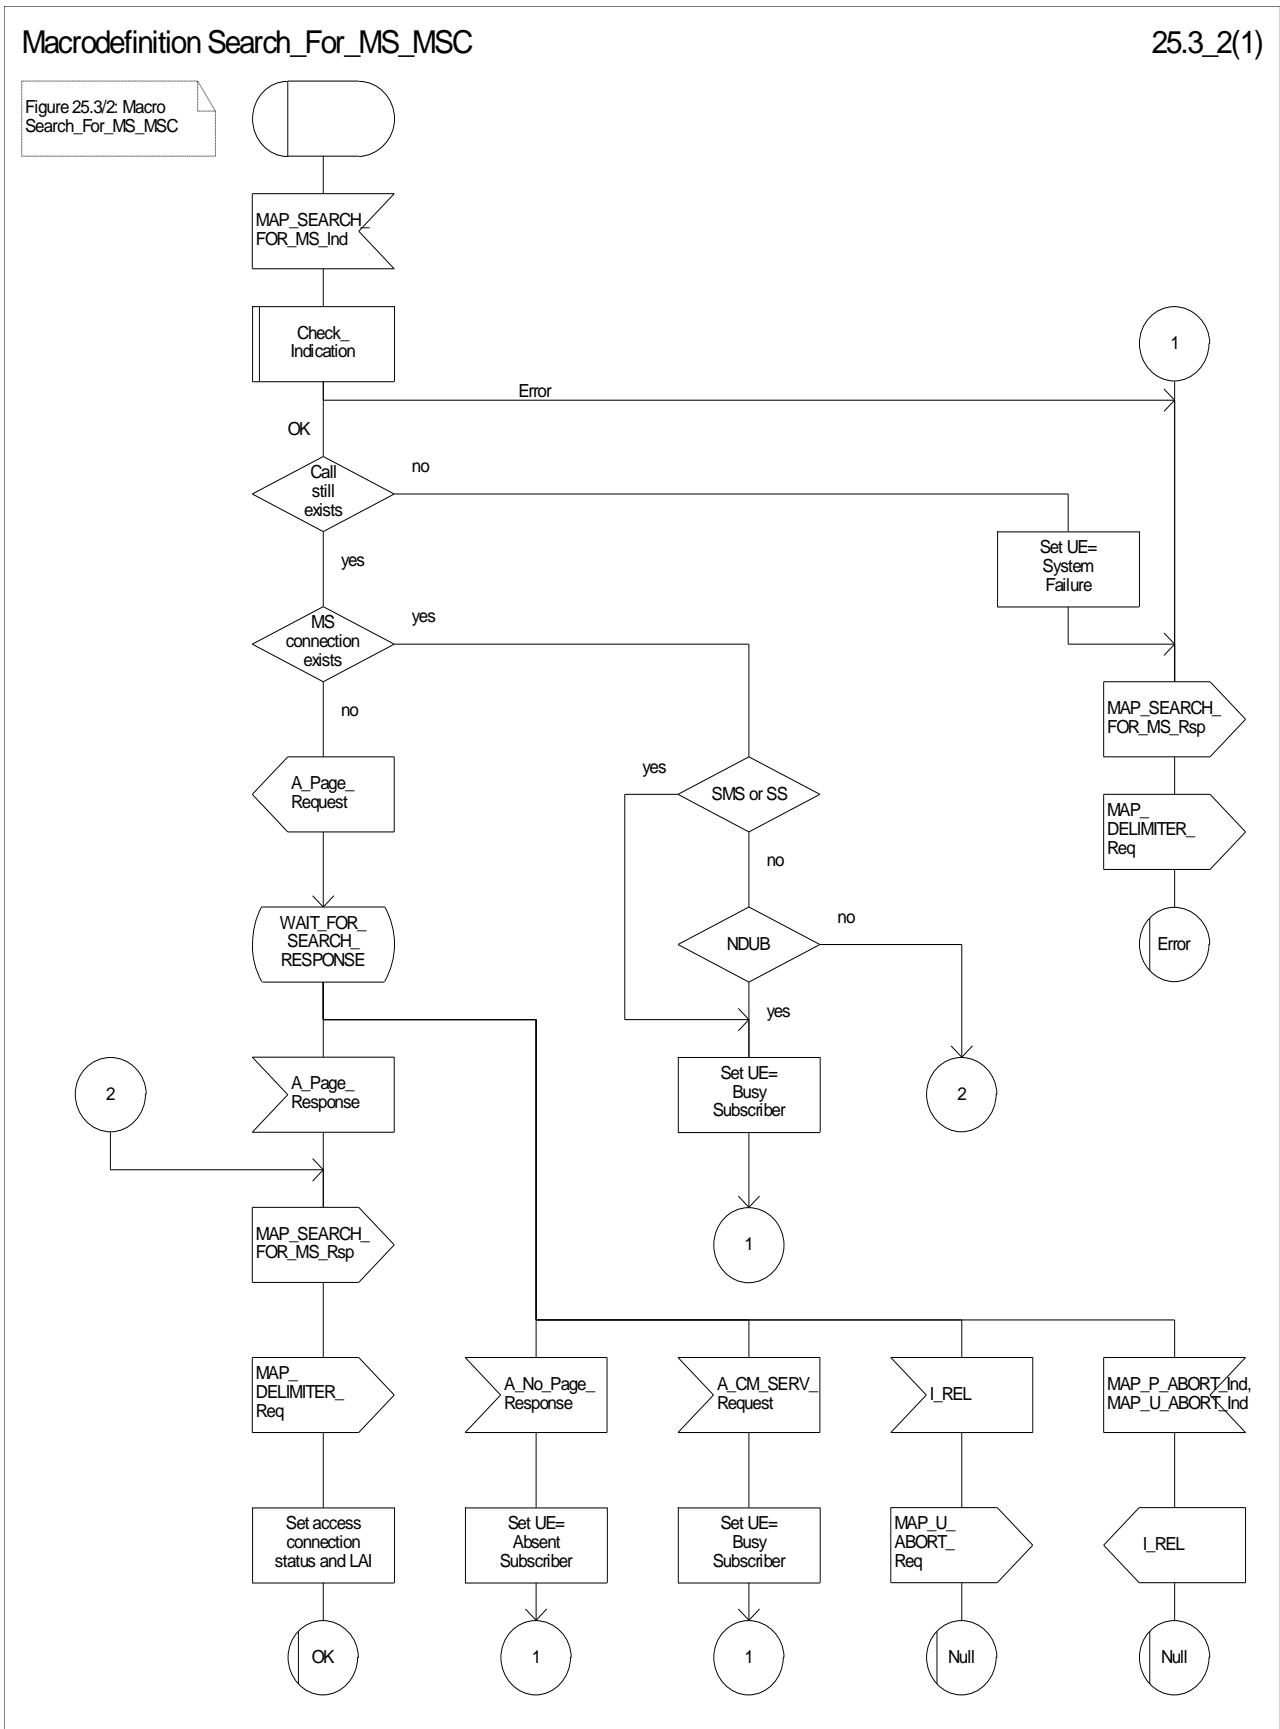 Macrodefinition Search_For_MS_MSC
25.3_2(1)
Figure 25.3/2: Macro
Search_For_MS_MSC
MAP_SEARCH_
FOR_MS_Ind
Check_
Indication
1
Error
OK
Call
still
exists
no
Set UE=
System
Failure
yes
MS
connection
exists
yes
no
MAP_SEARCH_
FOR_MS_Rsp
A_Page_
Request
yes
SMS or SS
MAP_
DELIMITER_
Req
no
WAIT_FOR_
SEARCH_
RESPONSE
NDUB
no
Error
yes
2
A_Page_
Response
Set UE=
Busy
Subscriber
2
MAP_SEARCH_
FOR_MS_Rsp
1
MAP_
DELIMITER_
Req
A_No_Page_
Response
A_CM_SERV_
Request
I_REL
MAP_P_ABORT_Ind,
MAP_U_ABORT_Ind
Set access
connection
status and LAI
Set UE=
Absent
Subscriber
Set UE=
Busy
Subscriber
MAP_U_
ABORT_
Req
I_REL
OK
1
1
Null
Null